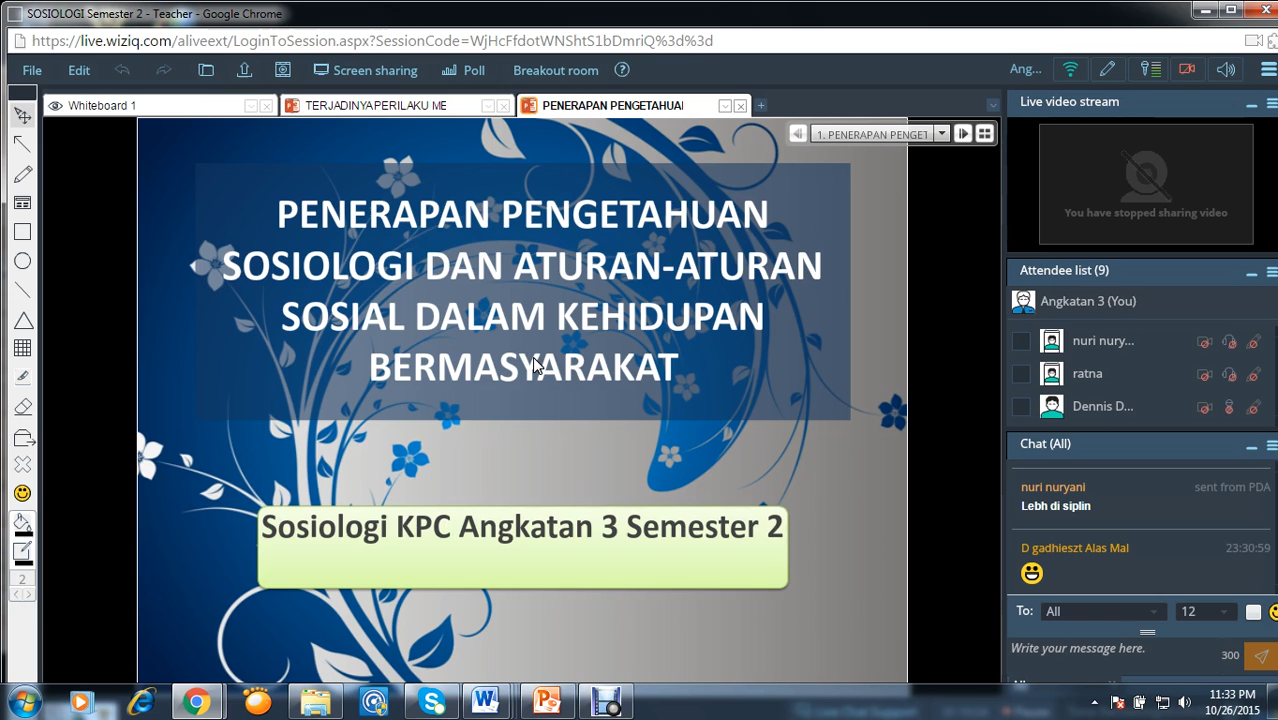 SOSIOLOGI Semester 2 - Teacher - Google Chrome
https://live.wiziq.com/aliveext/LoginToSession.aspx?SessionCode=WjHcFfdotWNShtS1bDmriQ%3d%3d
File Edit Screen sharing Poll Breakout room Ang...
Whiteboard 1 TERJADINYA PERILAKU ME PENERAPAN PENGETAHUAN
1. PENERAPAN PENGET
PENERAPAN PENGETAHUAN
SOSIOLOGI DAN ATURAN-ATURAN
SOSIAL DALAM KEHIDUPAN
BERMASYARAKAT
Sosiologi KPC Angkatan 3 Semester 2
2
Live video stream
You have stopped sharing video
Attendee list (9)
Angkatan 3 (You)
nuri nury...
ratna
Dennis D...
Chat (All)
nuri nuryani sent from PDA
Lebh di siplin
D gadhieszt Alas Mal 23:30:59
To: All 12
Write your message here. 300
11:33 PM
10/26/2015